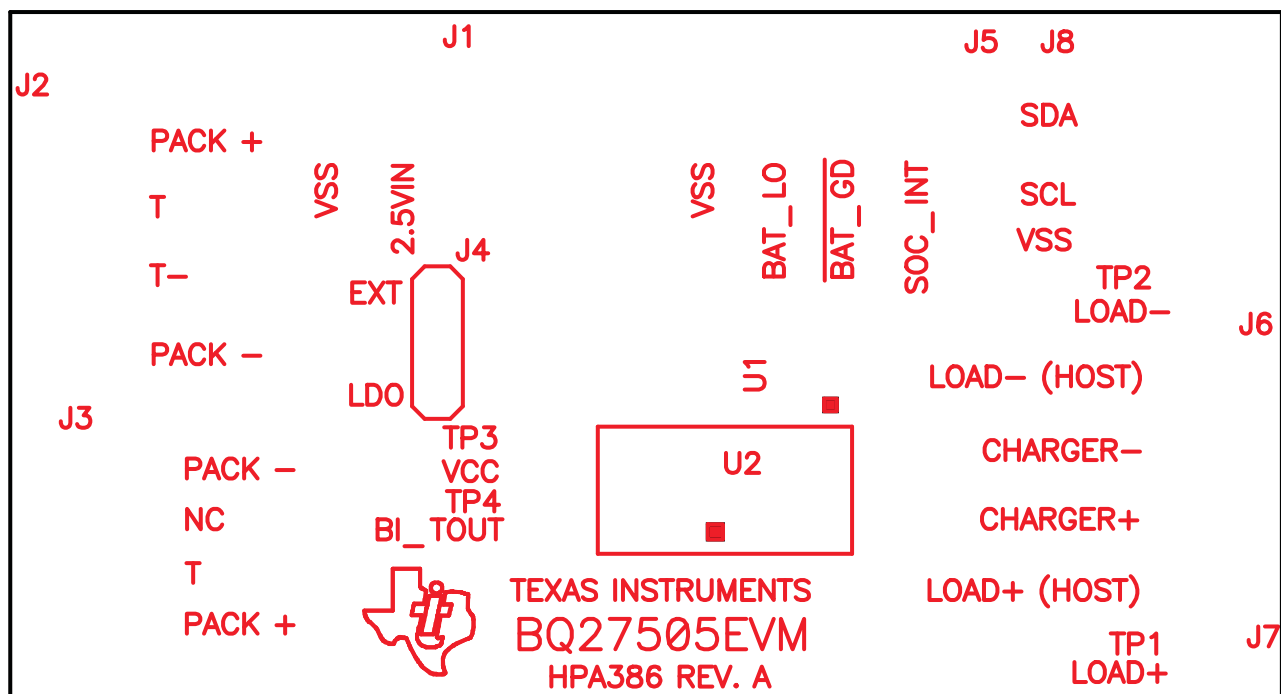 J1
J5
J8
J2
SDA
PACK +
VSS
2.5VIN
VSS
BAT_LO
BAT_GD
SOC_INT
T
SCL
VSS
J4
T-
EXT
TP2
LOAD-
J6
PACK -
U1
LOAD- (HOST)
LDO
J3
TP3
VCC
PACK -
U2
CHARGER-
TP4
BI_TOUT
NC
CHARGER+
T
TEXAS INSTRUMENTS
LOAD+ (HOST)
PACK +
BQ27505EVM
TP1
LOAD+
J7
HPA386 REV. A